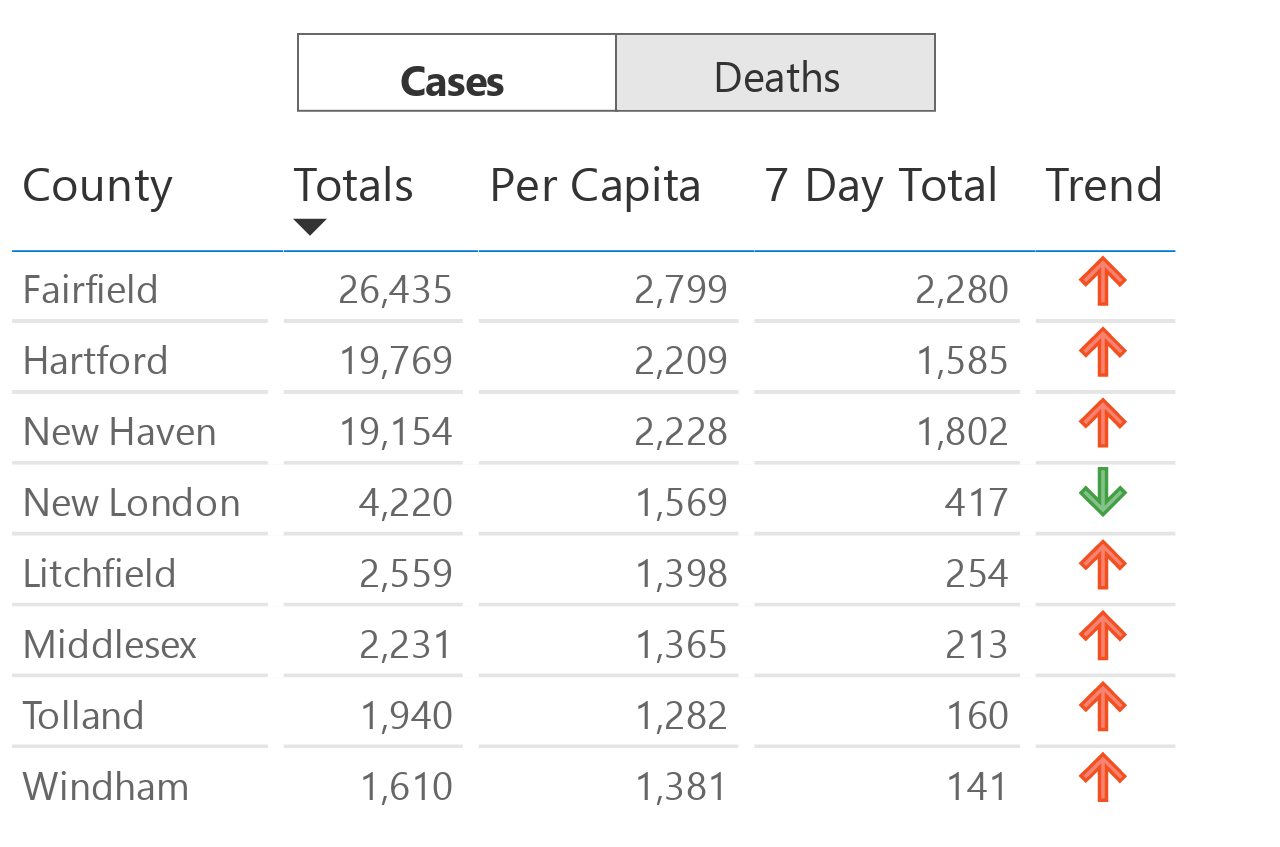 Cases Deaths
County Totals Per Capita 7 Day Total Trend
Fairfield 26,435 2,799 2,280
Hartford 19,769 2,209 1,585
New Haven 19,154 2,228 1,802
New London 4,220 1,569 417
Litchfield 2,559 1,398 254
Middlesex 2,231 1,365 213
Tolland 1,940 1,282 160
Windham 1,610 1,381 141